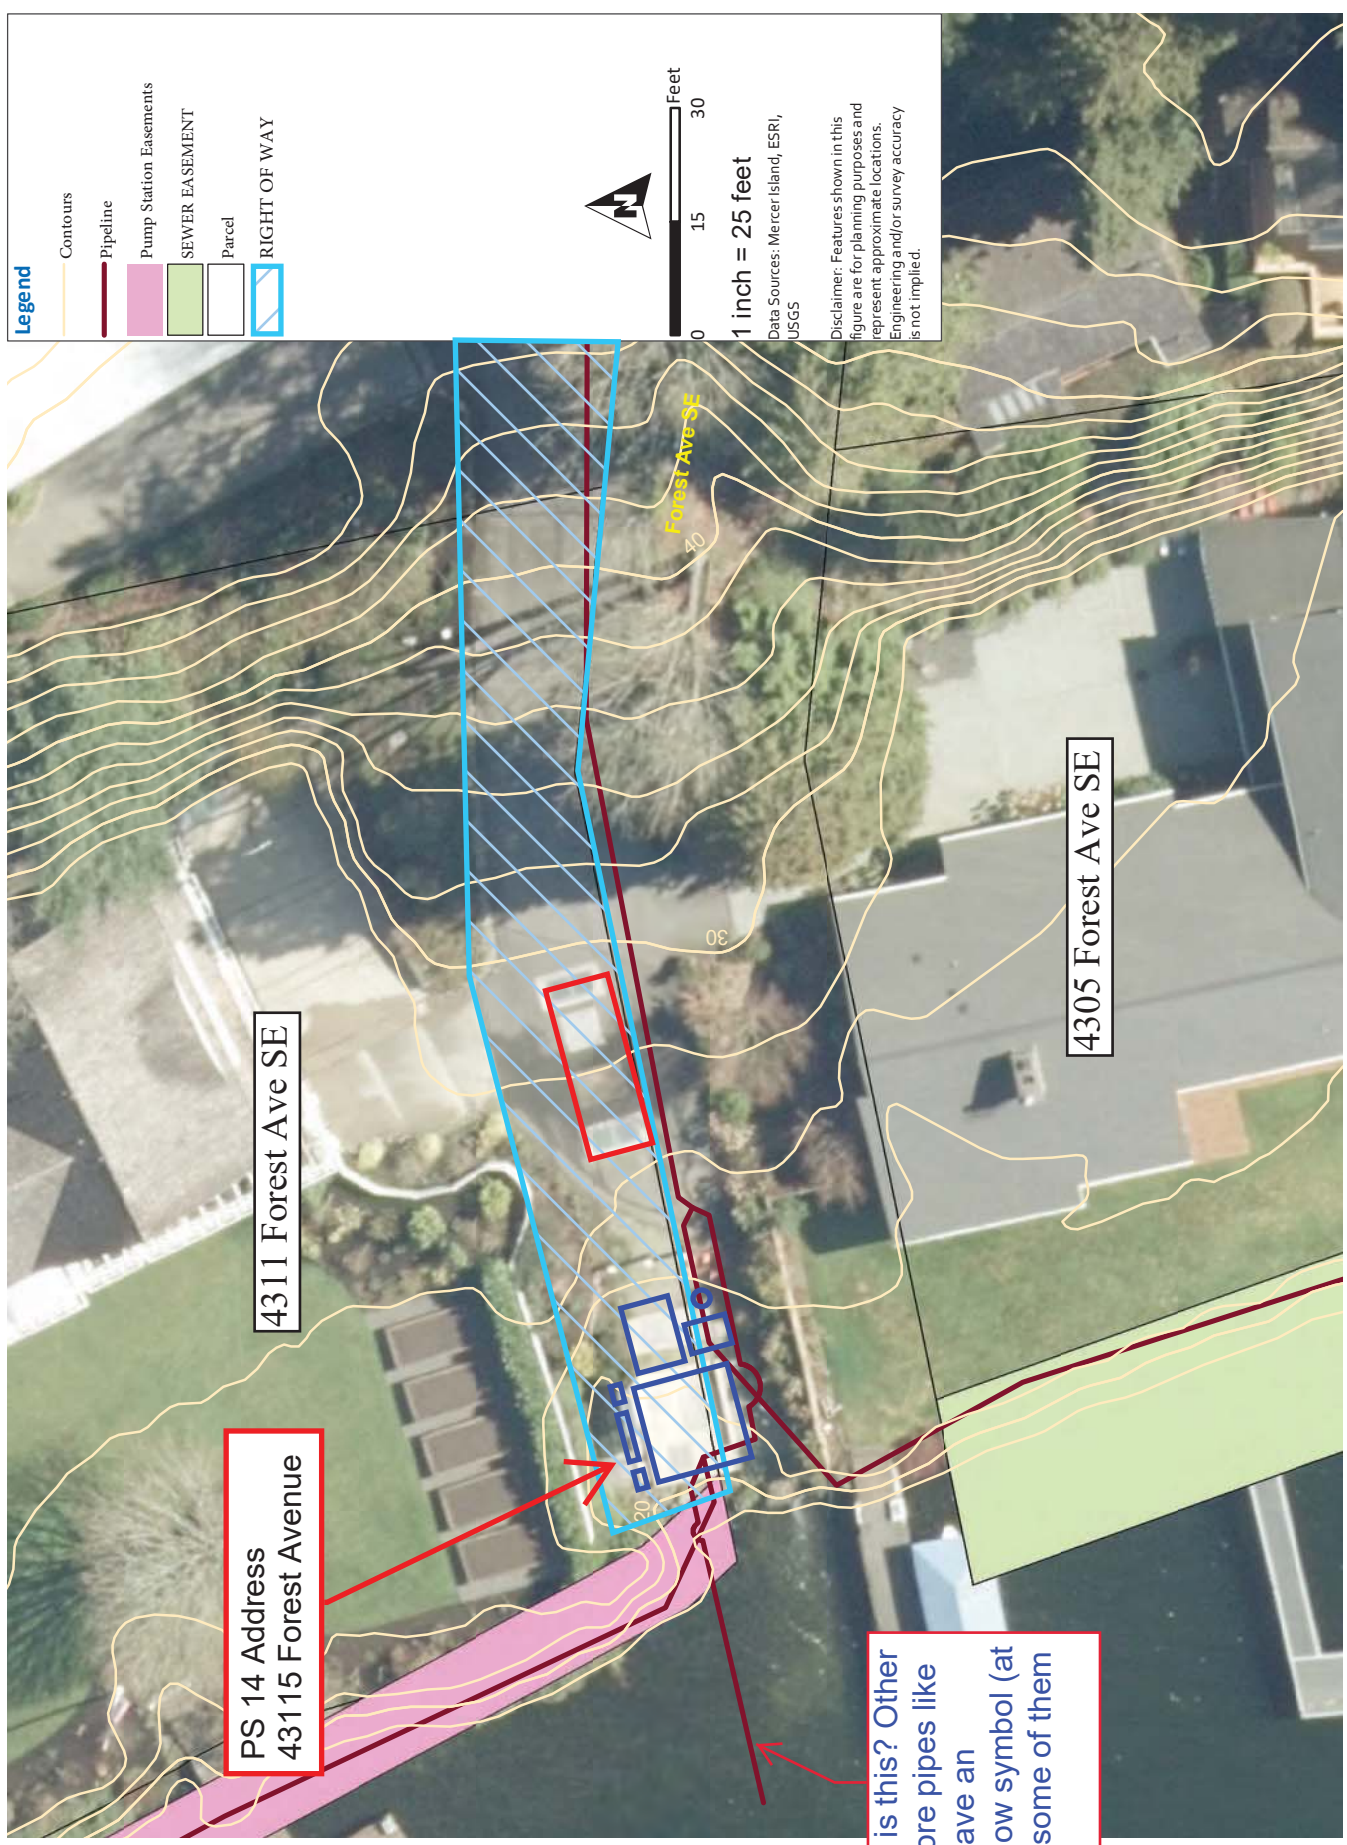 Legend
Contours
Pipeline
Pump Station Easements
SEWER EASEMENT
Parcel
RIGHT OF WAY
N
0 15 30 Feet
1 inch = 25 feet
Data Sources: Mercer Island, ESRI,
USGS
Disclaimer: Features shown in this
figure are for planning purposes and
represent approximate locations.
Engineering and/or survey accuracy
is not implied.
Forest Ave SE
40
30
20
4311 Forest Ave SE
4305 Forest Ave SE
PS 14 Address
43115 Forest Avenue
is this? Other
ore pipes like
ave an
ow symbol (at
some of them